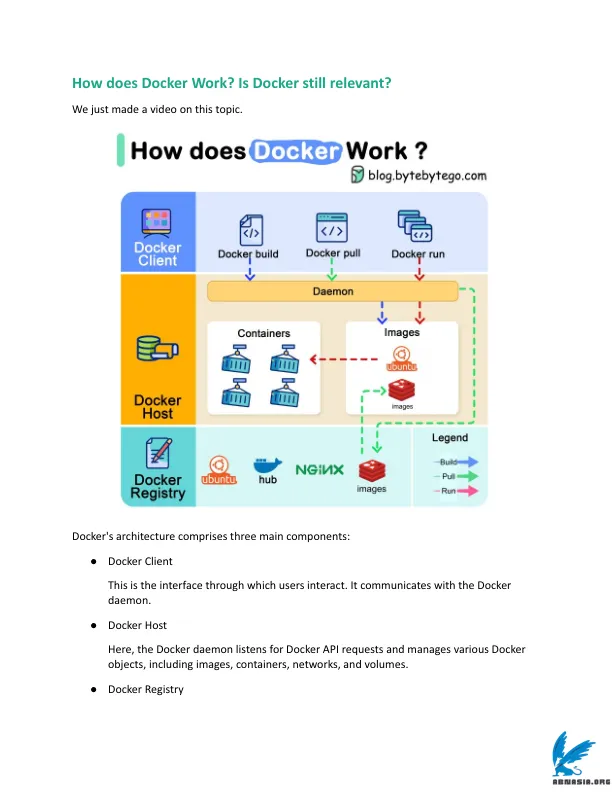 How does Docker Work? Is Docker still relevant?
We just made a video on this topic.
How does Docker Work ?
blog.bytebytego.com
Docker
Client
Docker build
Docker pull
Docker run
Daemon
Docker
Host
Containers
Images
ubuntu
images
Docker
Registry
ubuntu
hub
NGINX
images
Legend
Build
Pull
Run
Docker's architecture comprises three main components:
● Docker Client
This is the interface through which users interact. It communicates with the Docker
daemon.
● Docker Host
Here, the Docker daemon listens for Docker API requests and manages various Docker
objects, including images, containers, networks, and volumes.
● Docker Registry
ABNASIA.ORG